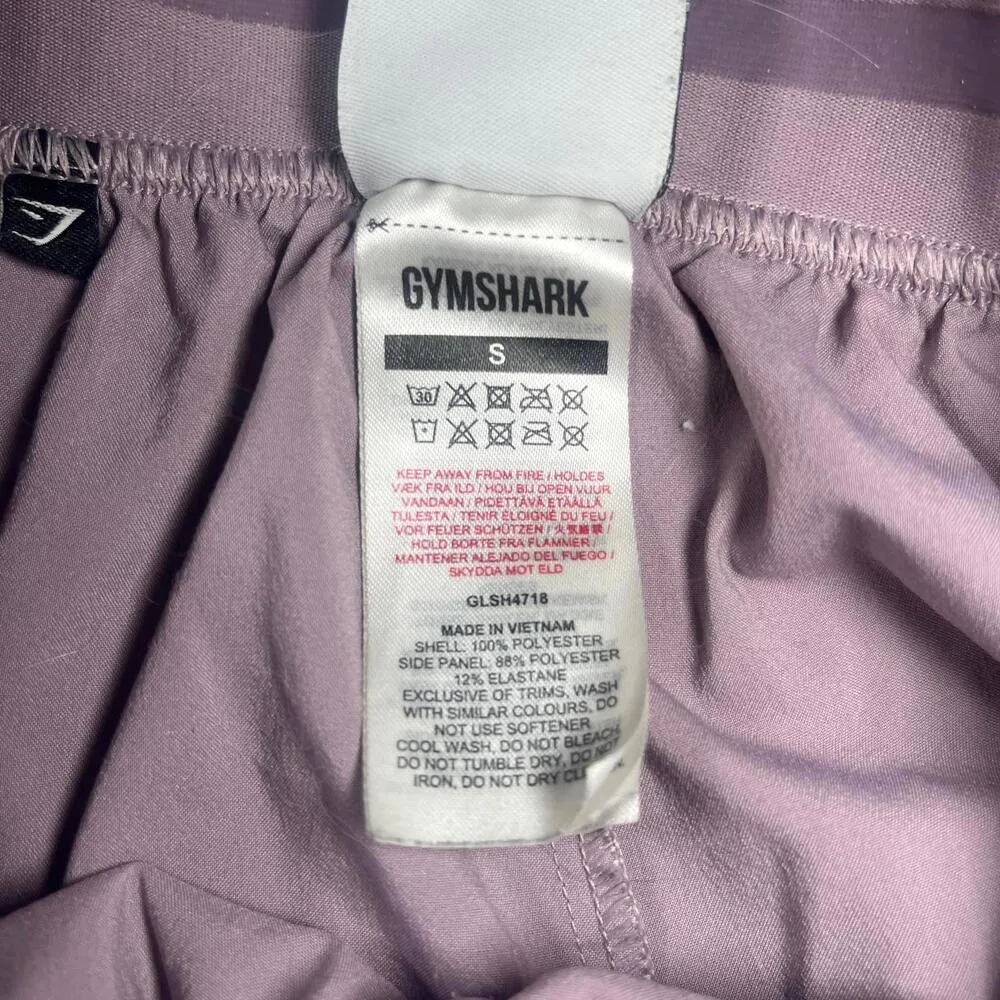 GYMSHARK
S
30
KEEP AWAY FROM FIRE / HOLDES
VÆK FRA ILD / HOU BIJ OPEN VUUR
VANDAAN / PIDETTÄVÄ ETÄÄLLÄ
TULESTA / TENIR ÉLOIGNÉ DU FEU /
VOR FEUER SCHÜTZEN / 火気厳禁 /
HOLD BORTE FRA FLAMMER /
MANTENER ALEJADO DEL FUEGO /
SKYDDA MOT ELD
GLSH4718
MADE IN VIETNAM
SHELL: 100% POLYESTER
SIDE PANEL: 88% POLYESTER
12% ELASTANE
EXCLUSIVE OF TRIMS, WASH
WITH SIMILAR COLOURS, DO
NOT USE SOFTENER
COOL WASH, DO NOT BLEACH,
DO NOT TUMBLE DRY, DO NOT
IRON, DO NOT DRY